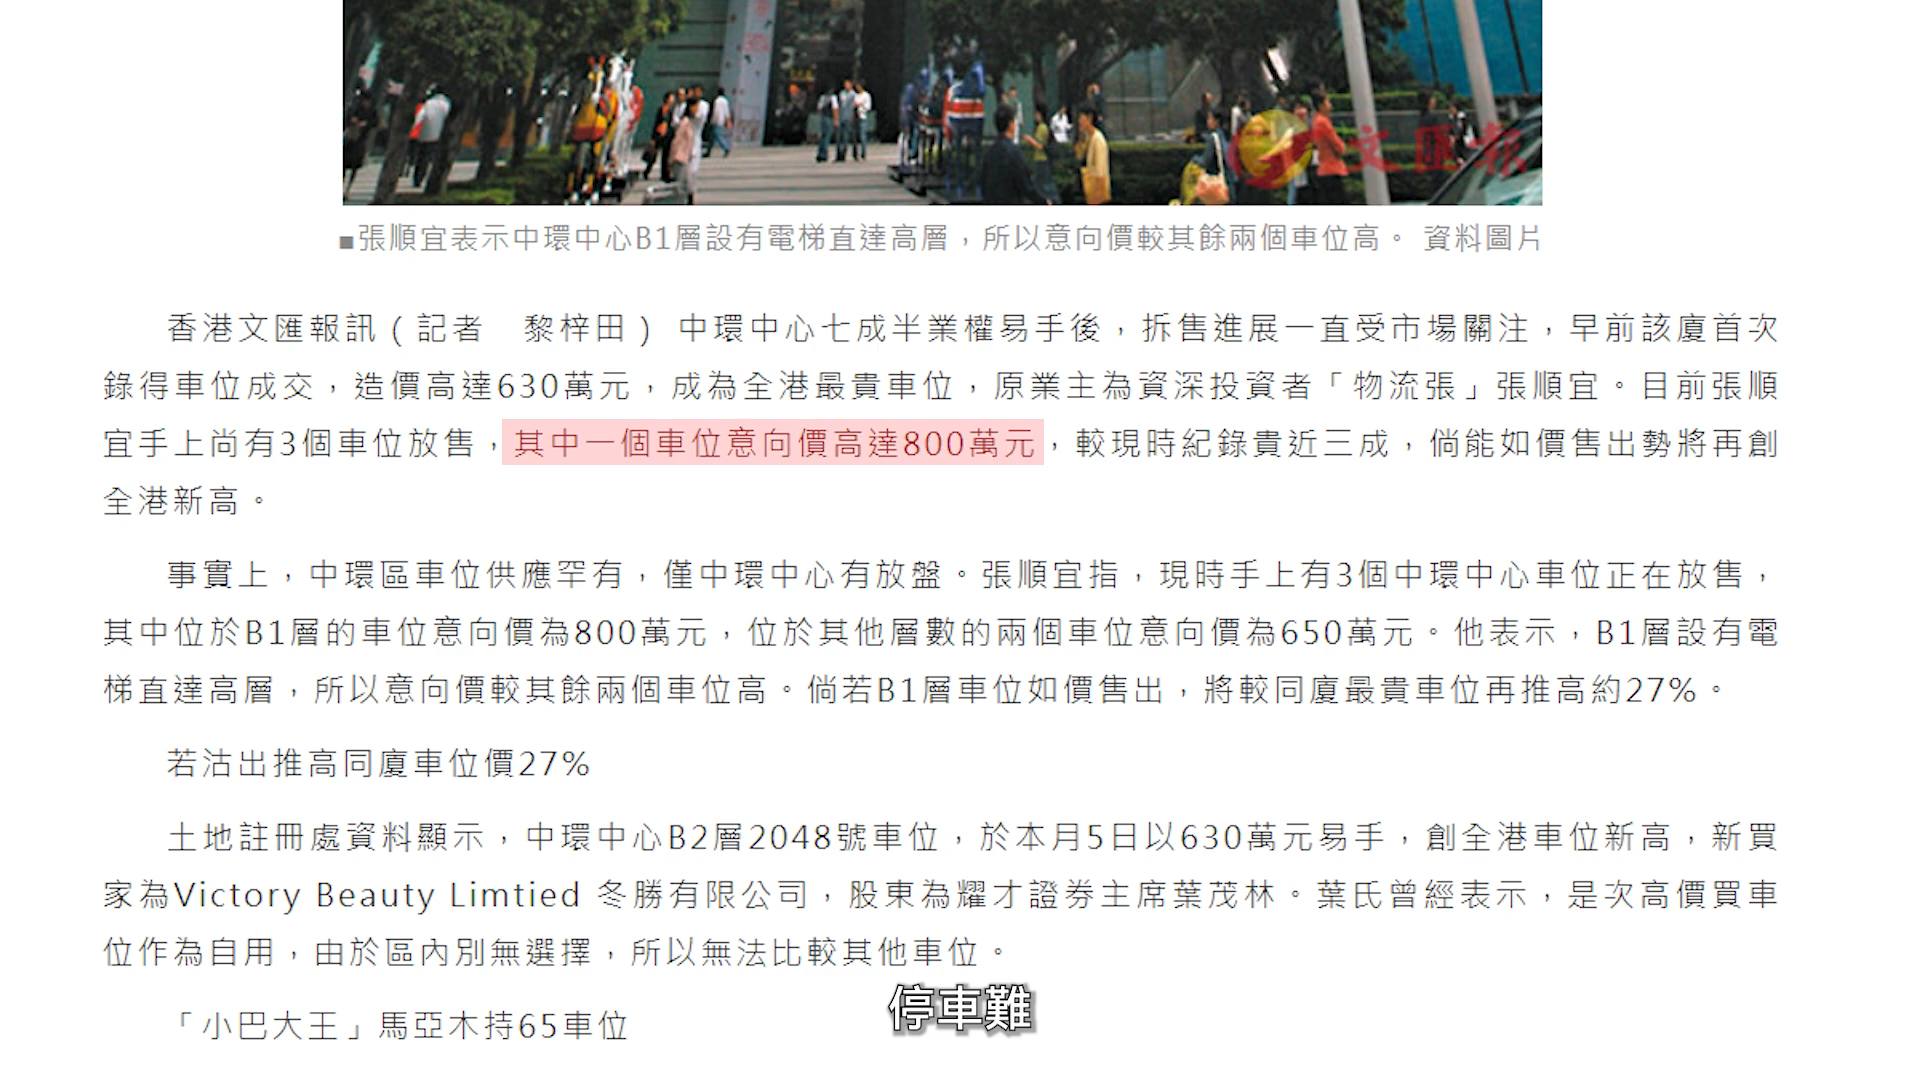 文匯報
■張順宜表示中環中心B1層設有電梯直達高層，所以意向價較其餘兩個車位高。 資料圖片
香港文匯報訊（記者　黎梓田） 中環中心七成半業權易手後，拆售進展一直受市場關注，早前該廈首次
錄得車位成交，造價高達630萬元，成為全港最貴車位，原業主為資深投資者「物流張」張順宜。目前張順
宜手上尚有3個車位放售，其中一個車位意向價高達800萬元，較現時紀錄貴近三成，倘能如價售出勢將再創
全港新高。
事實上，中環區車位供應罕有，僅中環中心有放盤。張順宜指，現時手上有3個中環中心車位正在放售，
其中位於B1層的車位意向價為800萬元，位於其他層數的兩個車位意向價為650萬元。他表示，B1層設有電
梯直達高層，所以意向價較其餘兩個車位高。倘若B1層車位如價售出，將較同廈最貴車位再推高約27%。
若沽出推高同廈車位價27%
土地註冊處資料顯示，中環中心B2層2048號車位，於本月5日以630萬元易手，創全港車位新高，新買
家為Victory Beauty Limtied 冬勝有限公司，股東為耀才證券主席葉茂林。葉氏曾經表示，是次高價買車
位作為自用，由於區內別無選擇，所以無法比較其他車位。
「小巴大王」馬亞木持65車位
停車難